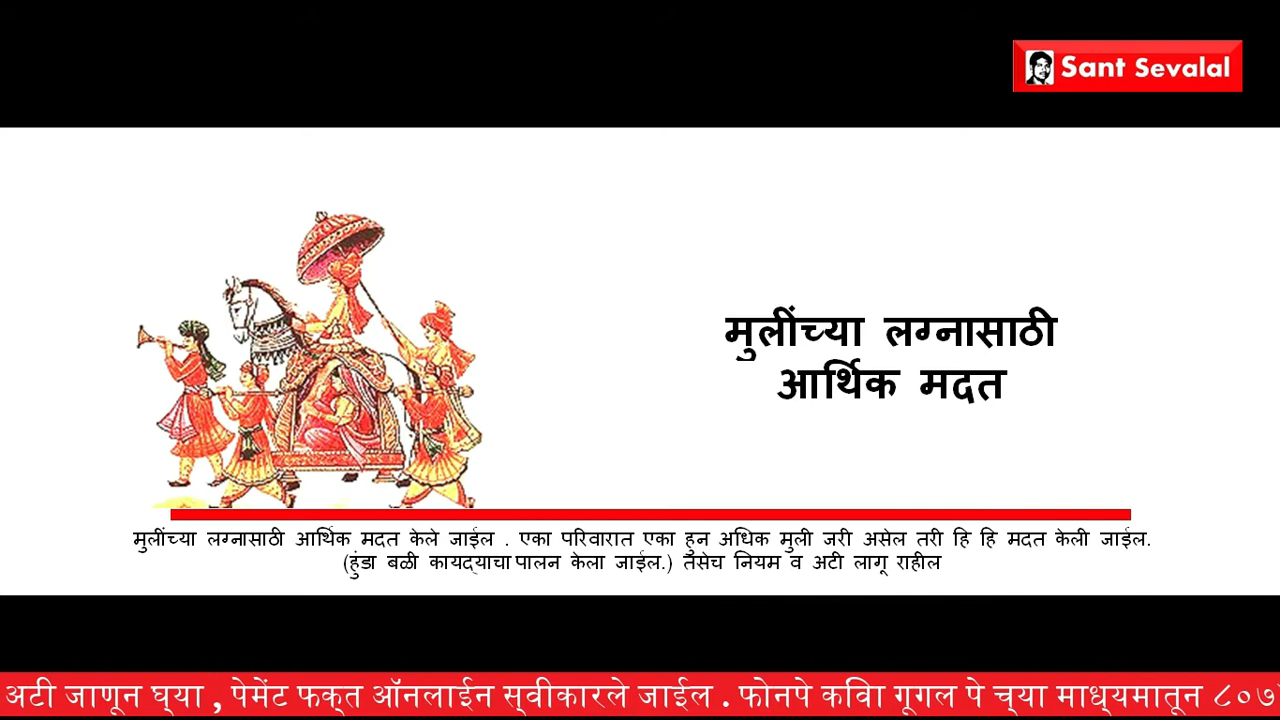 Sant Sevalal
मुलींच्या लग्नासाठी
आर्थिक मदत
मुलींच्या लग्नासाठी आर्थिक मदत केले जाईल . एका परिवारात एका हुन अधिक मुली जरी असेल तरी हि हि मदत केली जाईल.
(हुंडा बळी कायद्याचा पालन केला जाईल.) तसेच नियम व अटी लागू राहील
अटी जाणून घ्या , पेमेंट फक्त ऑनलाईन स्वीकारले जाईल . फोनपे किवा गूगल पे च्या माध्यमातून ८०७